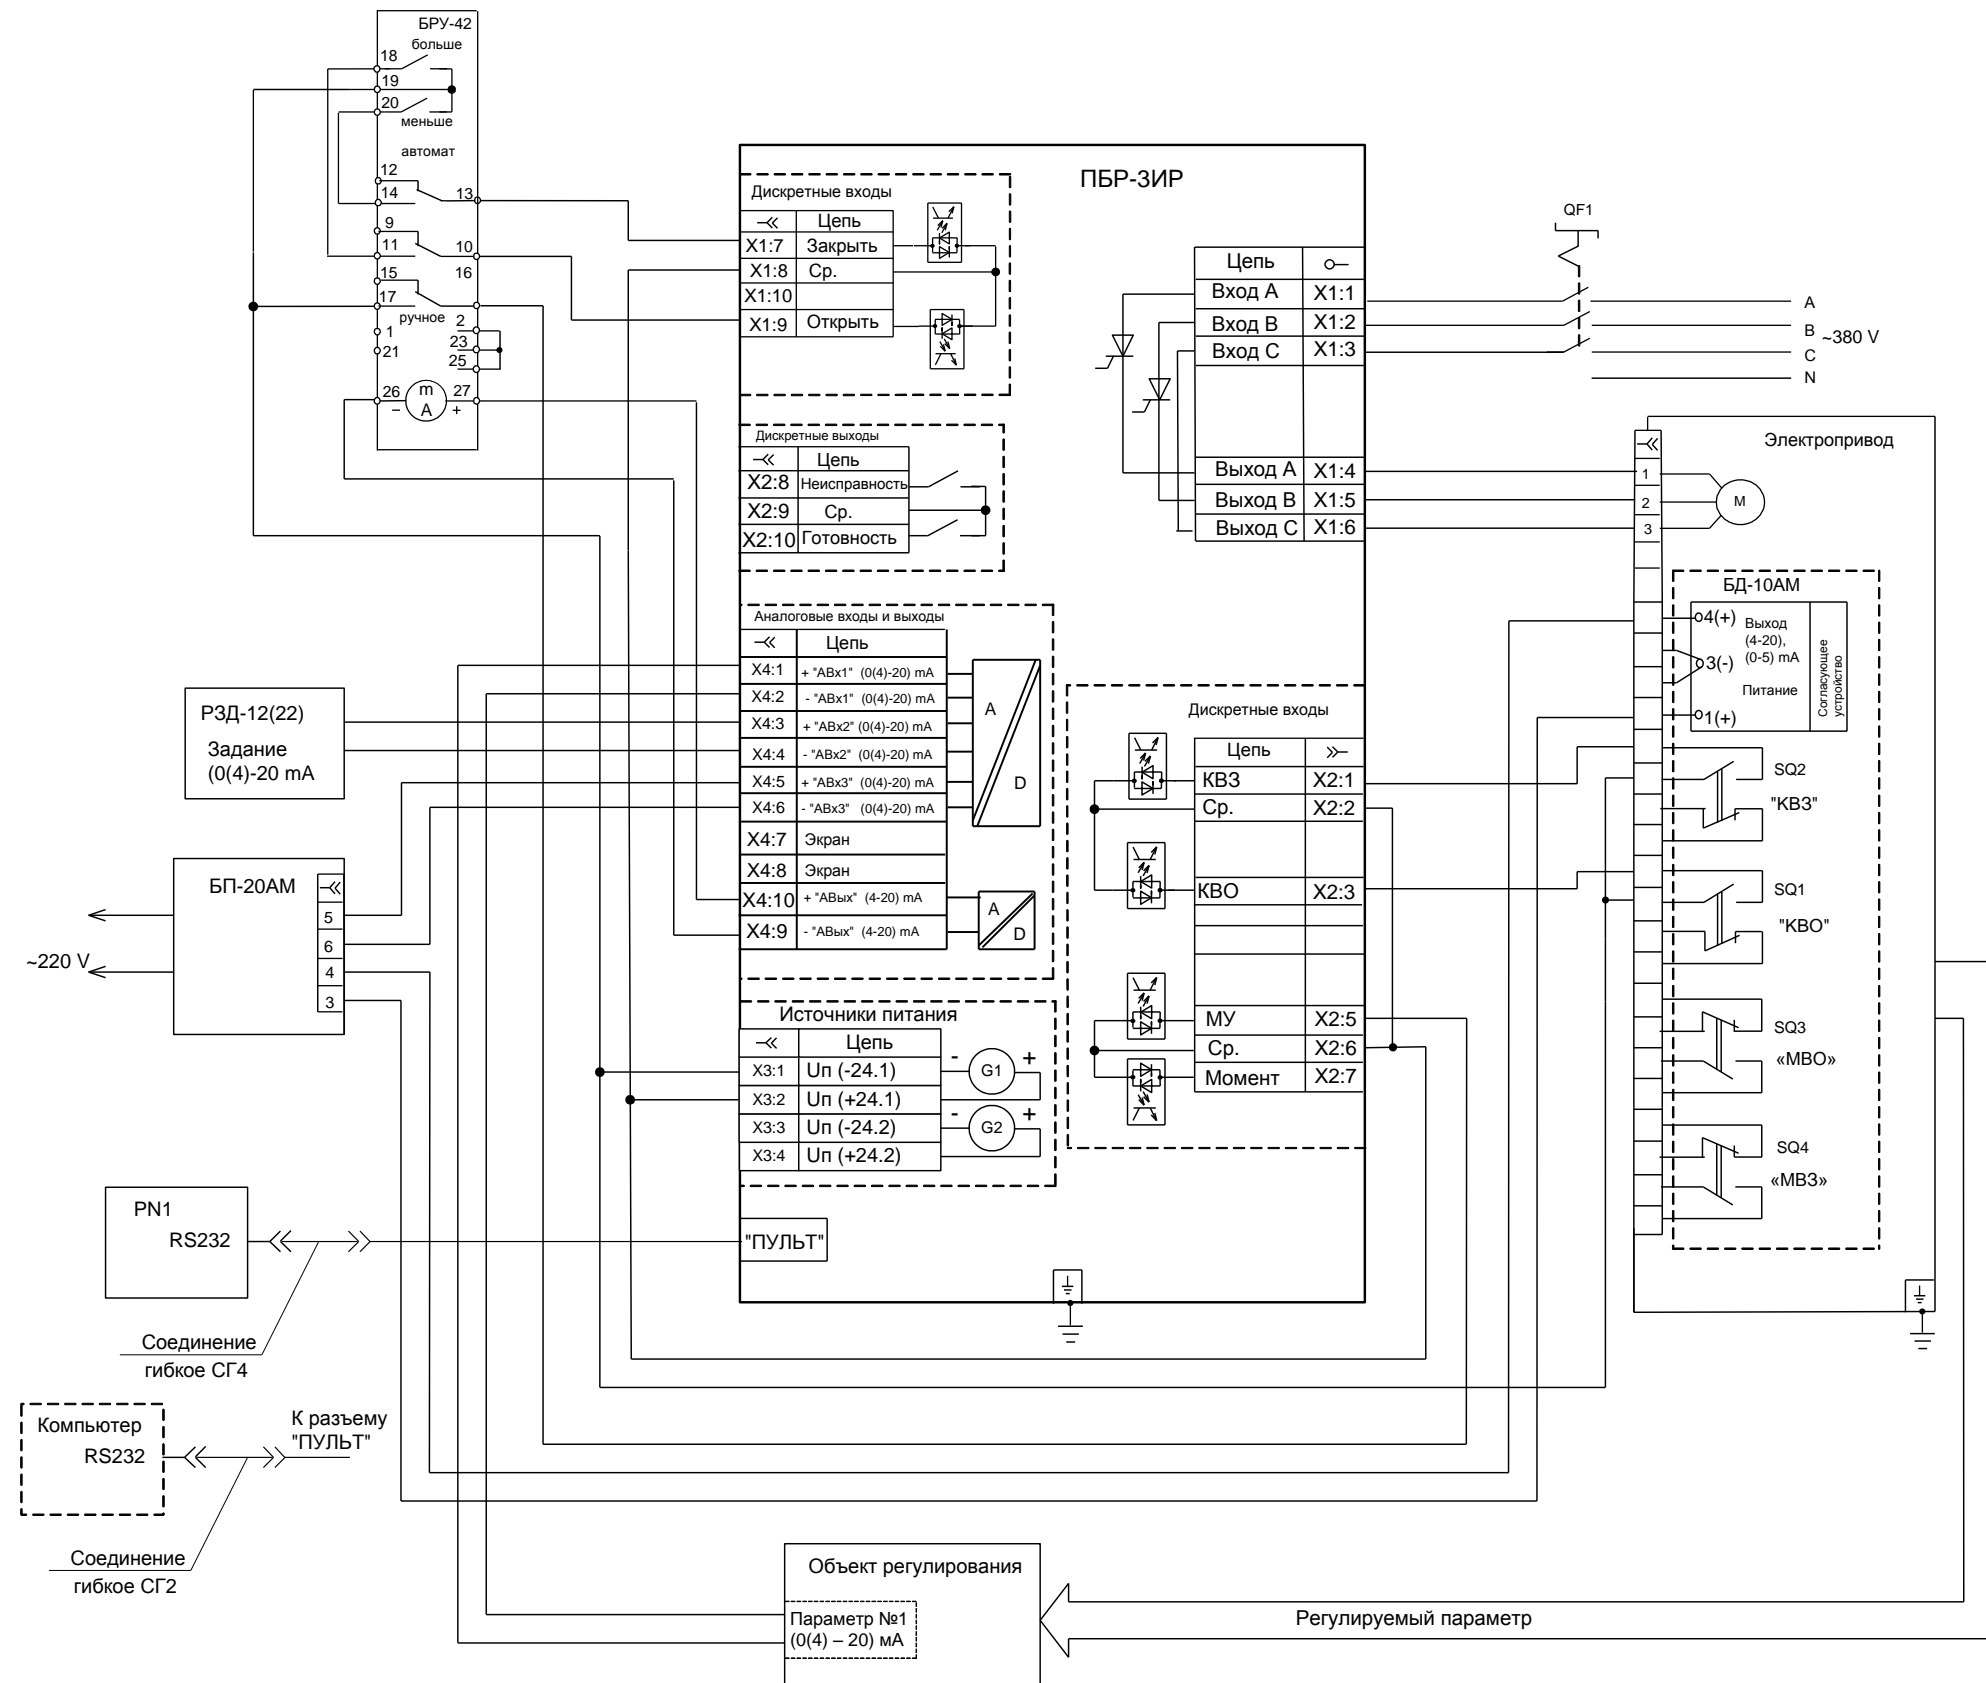 БРУ-42
больше
18
19
20
меньше
автомат
12
14
13
9
11
10
15
16
17
ручное
1
2
21
23
25
26
m
A
27
−
+
ПБР-3ИР
Дискретные входы
Цепь
X1:7 Закрыть
X1:8 Ср.
X1:10
X1:9 Открыть
Дискретные выходы
Цепь
X2:8 Неисправность
X2:9 Ср.
X2:10 Готовность
Аналоговые входы и выходы
Цепь
X4:1 + "АВх1" (0(4)-20) mA
X4:2 - "АВх1" (0(4)-20) mA
X4:3 + "АВх2" (0(4)-20) mA
X4:4 - "АВх2" (0(4)-20) mA
X4:5 + "АВх3" (0(4)-20) mA
X4:6 - "АВх3" (0(4)-20) mA
X4:7 Экран
X4:8 Экран
X4:10 + "АВых" (4-20) mA
X4:9 - "АВых" (4-20) mA
A
D
A
D
Источники питания
Цепь
X3:1 Uп (-24.1)
X3:2 Uп (+24.1)
X3:3 Uп (-24.2)
X3:4 Uп (+24.2)
- G1 +
- G2 +
"ПУЛЬТ"
Цепь
Вход А X1:1
Вход В X1:2
Вход С X1:3
Выход А X1:4
Выход В X1:5
Выход С X1:6
Дискретные входы
Цепь
КВЗ X2:1
Ср. X2:2
КВО X2:3
МУ X2:5
Ср. X2:6
Момент X2:7
QF1
A
B
C
N
~380 V
Электропривод
1
2
3
M
БД-10АМ
4(+)
3(-)
1(+)
Выход
(4-20),
(0-5) mA
Питание
Согласующее
устройство
SQ2
"КВЗ"
SQ1
"КВО"
SQ3
«МВО»
SQ4
«МВЗ»
РЗД-12(22)
Задание
(0(4)-20 mA
БП-20АМ
5
6
4
3
~220 V
PN1
RS232
Соединение
гибкое СГ4
Компьютер
RS232
К разъему
"ПУЛЬТ"
Соединение
гибкое СГ2
Объект регулирования
Параметр №1
(0(4) – 20) мА
Регулируемый параметр